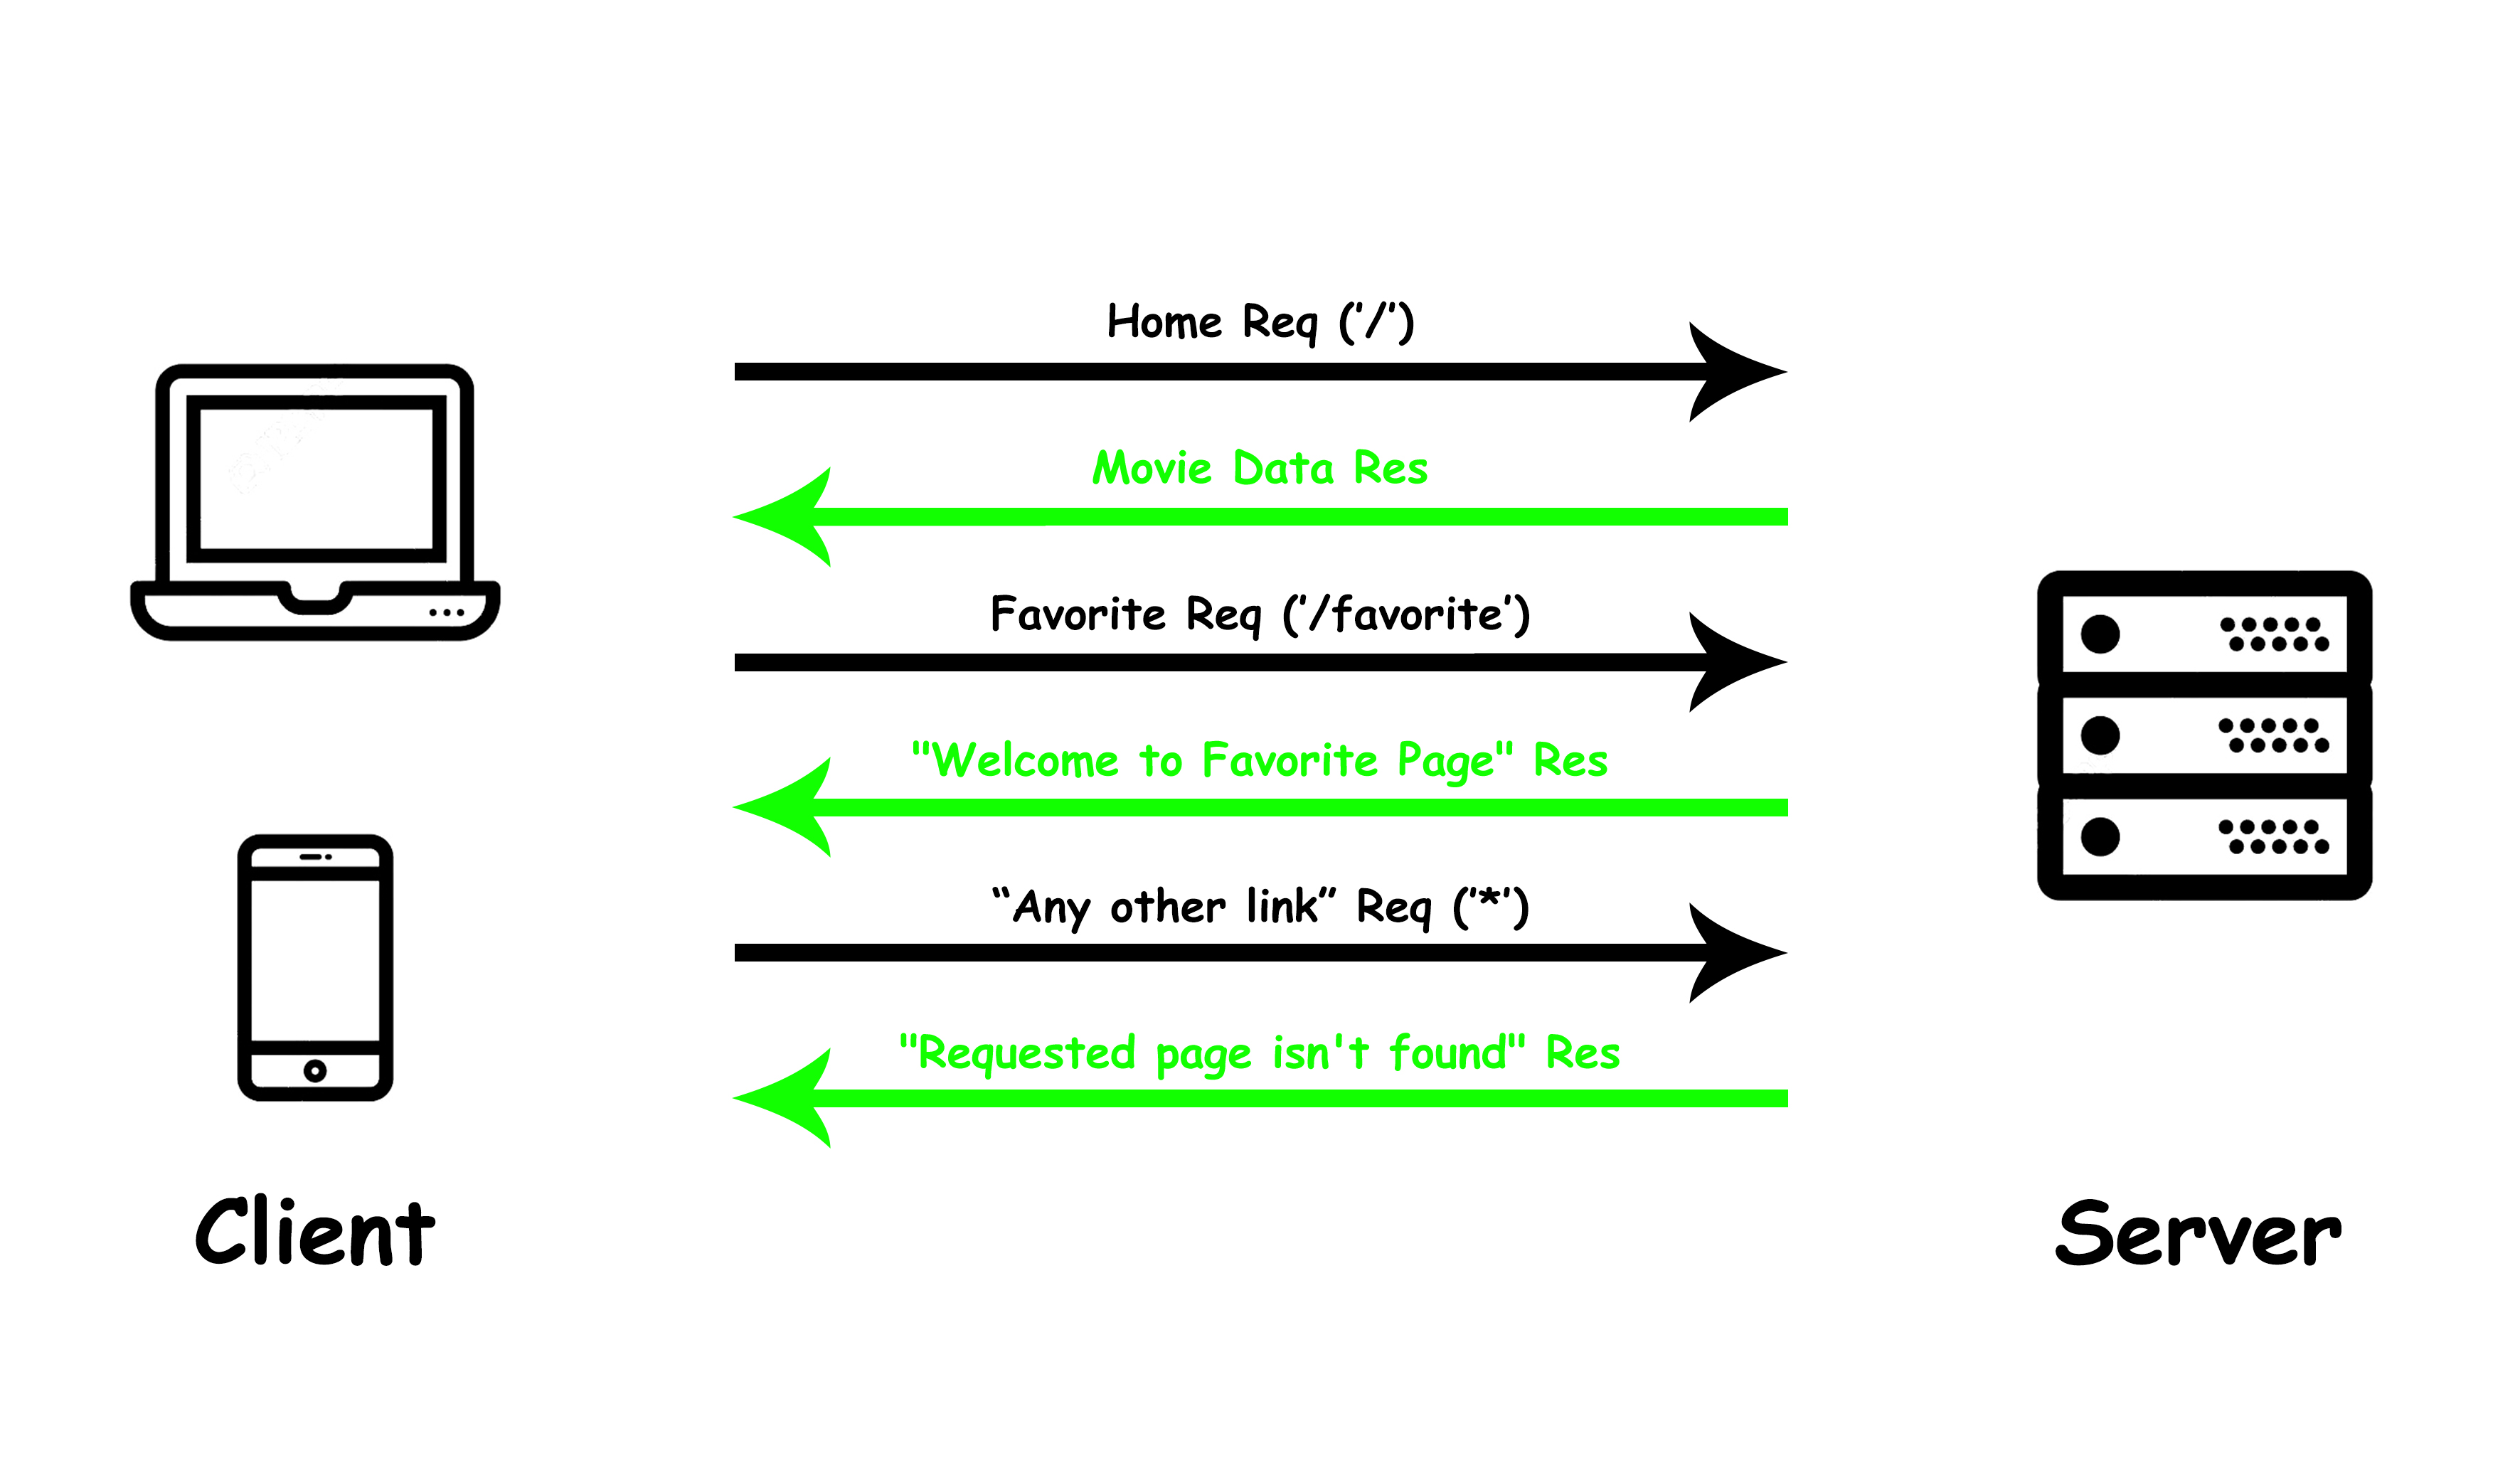 Home Req ("/")
Movie Data Res
Favorite Req ('/favorite')
"Welcome to Favorite Page" Res
“Any other link” Req ("*")
"Requested page isn't found" Res
Client
Server